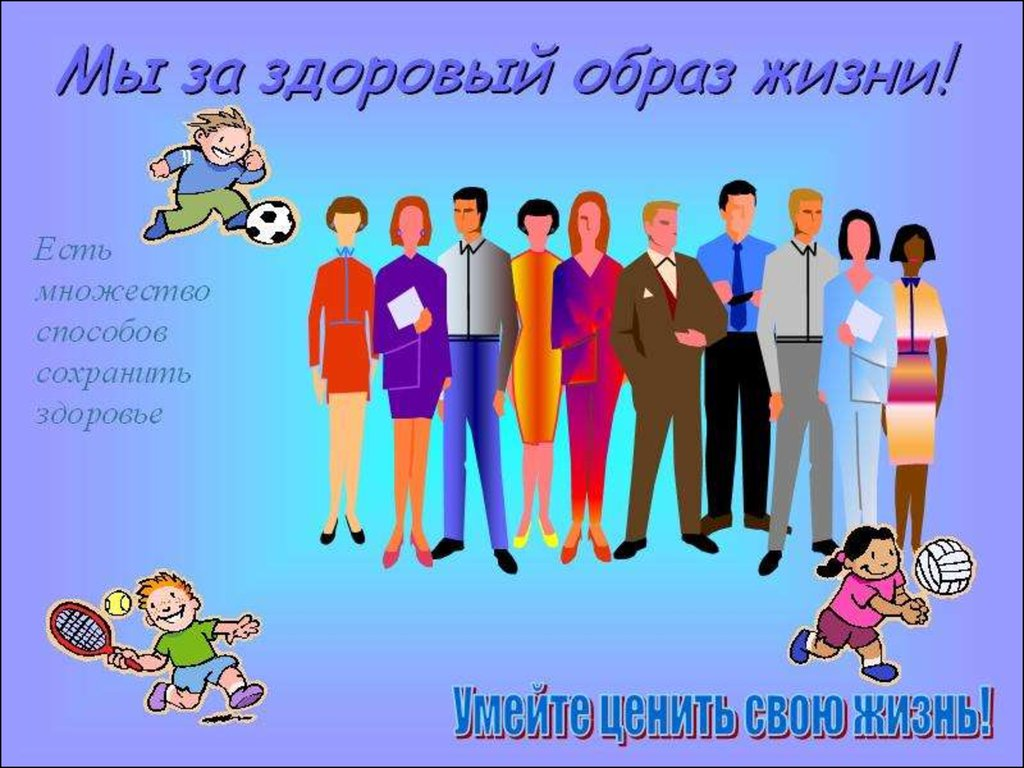 Мы за здоровый образ жизни!
Есть
множество
способов
сохранить
здоровье
Умейте ценить свою жизнь!